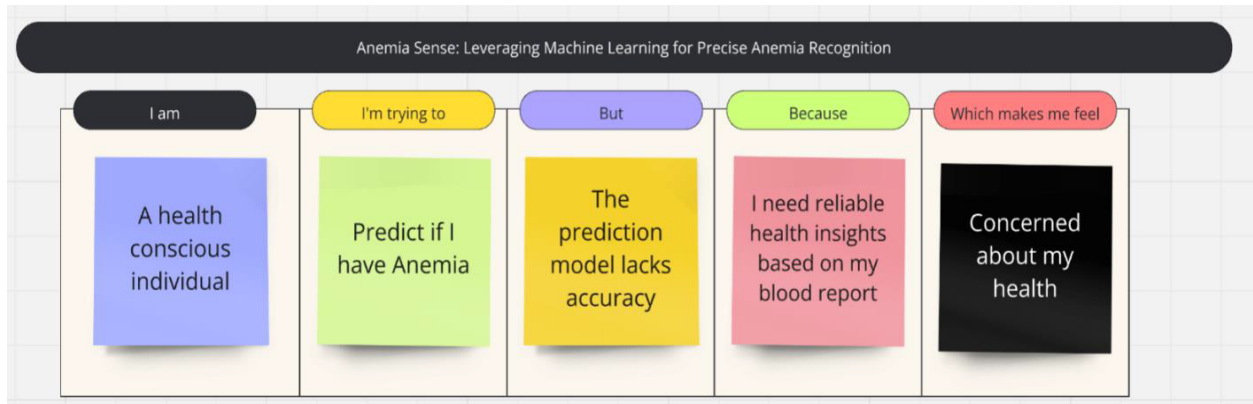 Anemia Sense: Leveraging Machine Learning for Precise Anemia Recognition
I am
I'm trying to
But
Because
Which makes me feel
A health
conscious
individual
Predict if I
have Anemia
The
prediction
model lacks
accuracy
I need reliable
health insights
based on my
blood report
Concerned
about my
health